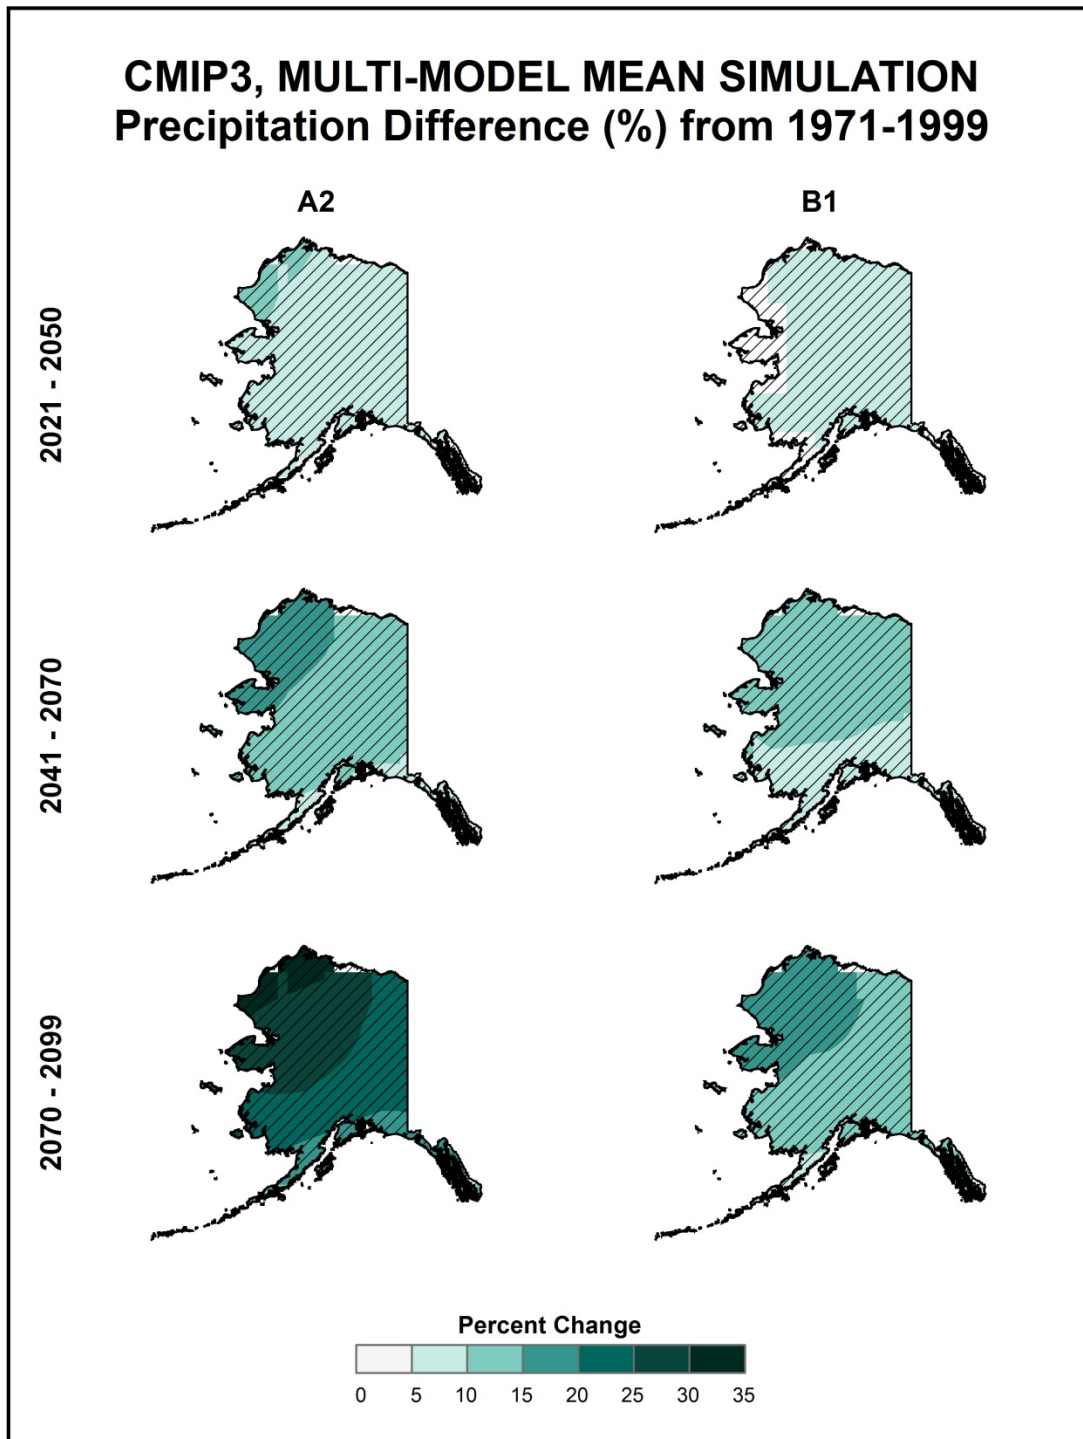 CMIP3, MULTI-MODEL MEAN SIMULATION
Precipitation Difference (%) from 1971-1999
A2 B1
2021 - 2050
2041 - 2070
2070 - 2099
Percent Change
0 5 10 15 20 25 30 35